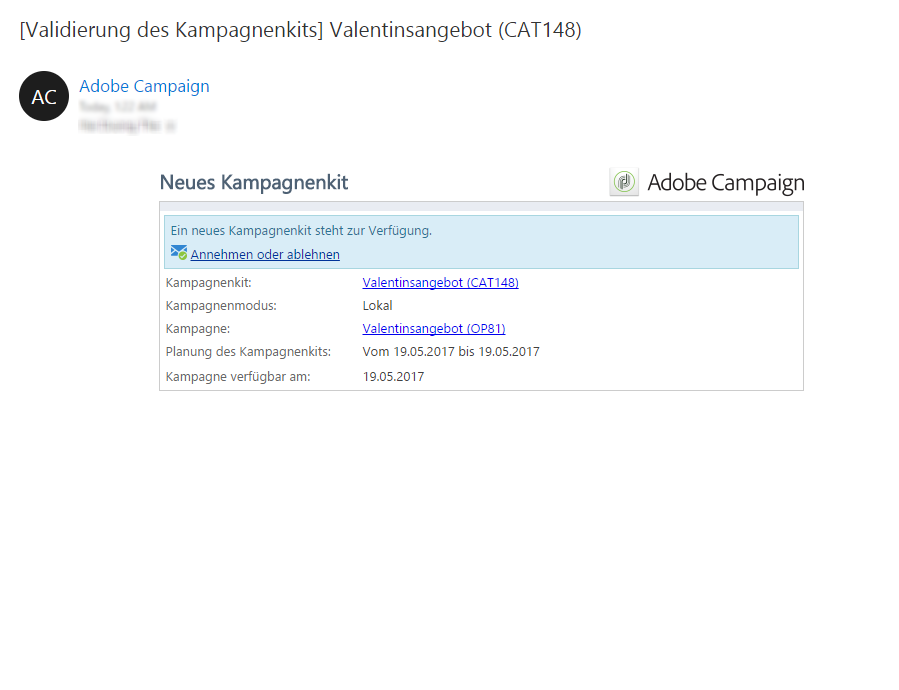 [Validierung des Kampagnenkits] Valentinsangebot (CAT148)
AC
Adobe Campaign
Neues Kampagnenkit
Adobe Campaign
Ein neues Kampagnenkit steht zur Verfügung.
Annehmen oder ablehnen
Kampagnenkit: Valentinsangebot (CAT148)
Kampagnenmodus: Lokal
Kampagne: Valentinsangebot (OP81)
Planung des Kampagnenkits: Vom 19.05.2017 bis 19.05.2017
Kampagne verfügbar am: 19.05.2017